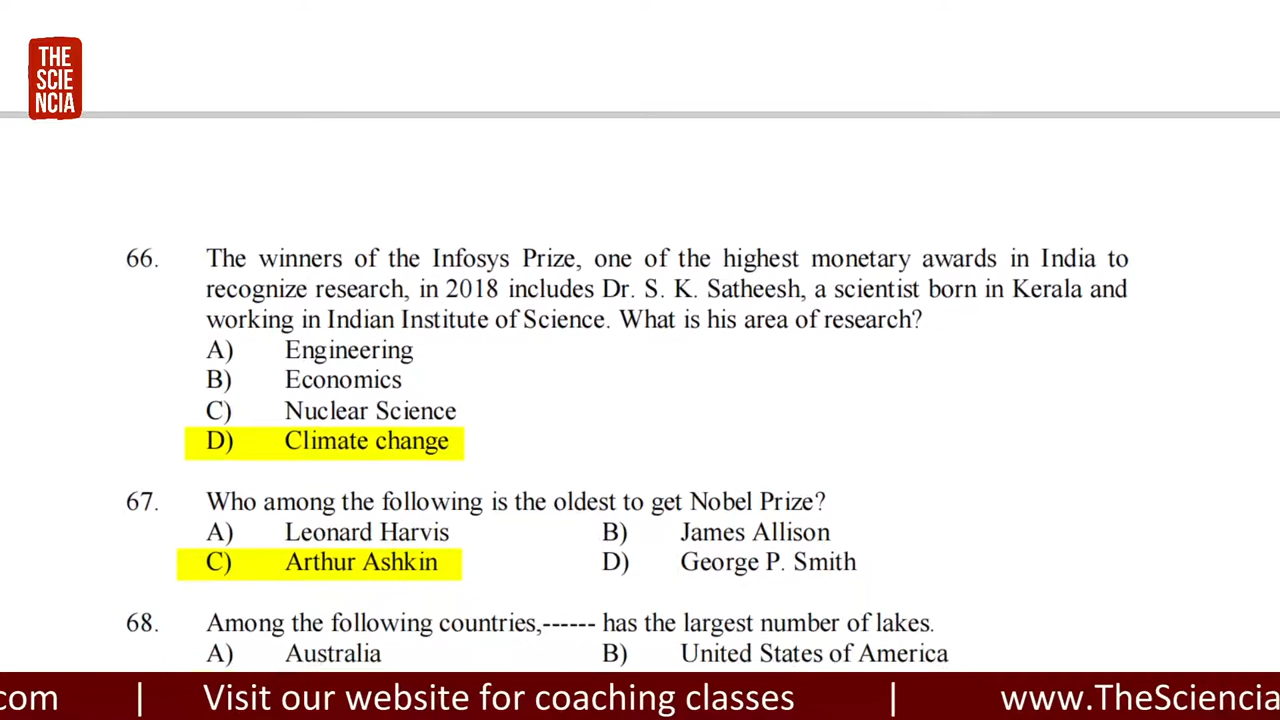 THE
SCIE
NCIA
66. The winners of the Infosys Prize, one of the highest monetary awards in India to
recognize research, in 2018 includes Dr. S. K. Satheesh, a scientist born in Kerala and
working in Indian Institute of Science. What is his area of research?
A) Engineering
B) Economics
C) Nuclear Science
D) Climate change
67. Who among the following is the oldest to get Nobel Prize?
A) Leonard Harvis B) James Allison
C) Arthur Ashkin D) George P. Smith
68. Among the following countries,------ has the largest number of lakes.
A) Australia B) United States of America
.com | Visit our website for coaching classes | www.TheSciencia